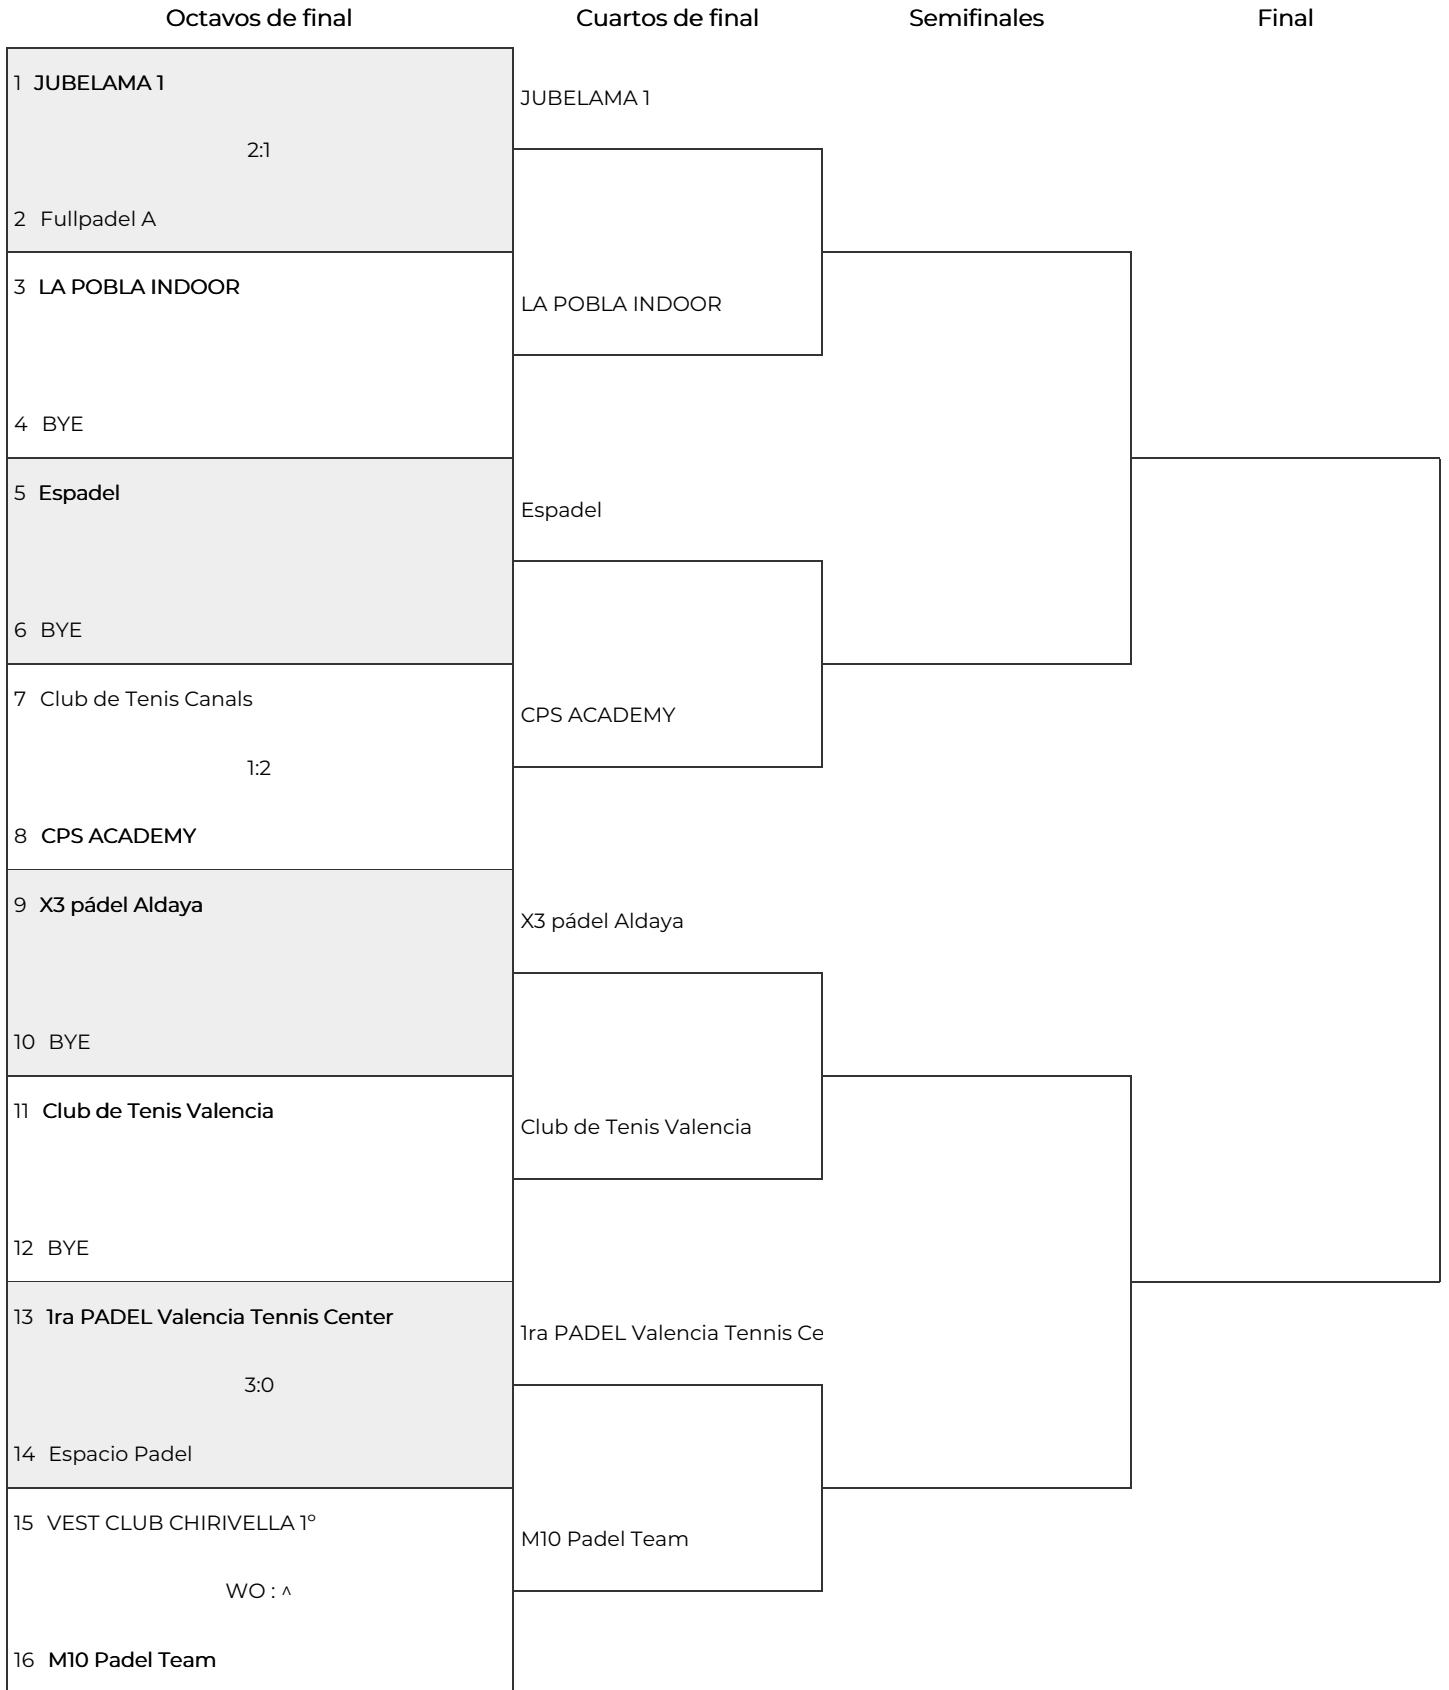 Octavos de final
Cuartos de final
Semifinales
Final
1 JUBELAMA 1
2:1
2 Fullpadel A
3 LA POBLA INDOOR
4 BYE
5 Espadel
6 BYE
7 Club de Tenis Canals
1:2
8 CPS ACADEMY
9 X3 pádel Aldaya
10 BYE
11 Club de Tenis Valencia
12 BYE
13 1ra PADEL Valencia Tennis Center
3:0
14 Espacio Padel
15 VEST CLUB CHIRIVELLA 1º
WO : ^
16 M10 Padel Team
JUBELAMA 1
LA POBLA INDOOR
Espadel
CPS ACADEMY
X3 pádel Aldaya
Club de Tenis Valencia
1ra PADEL Valencia Tennis Ce
M10 Padel Team